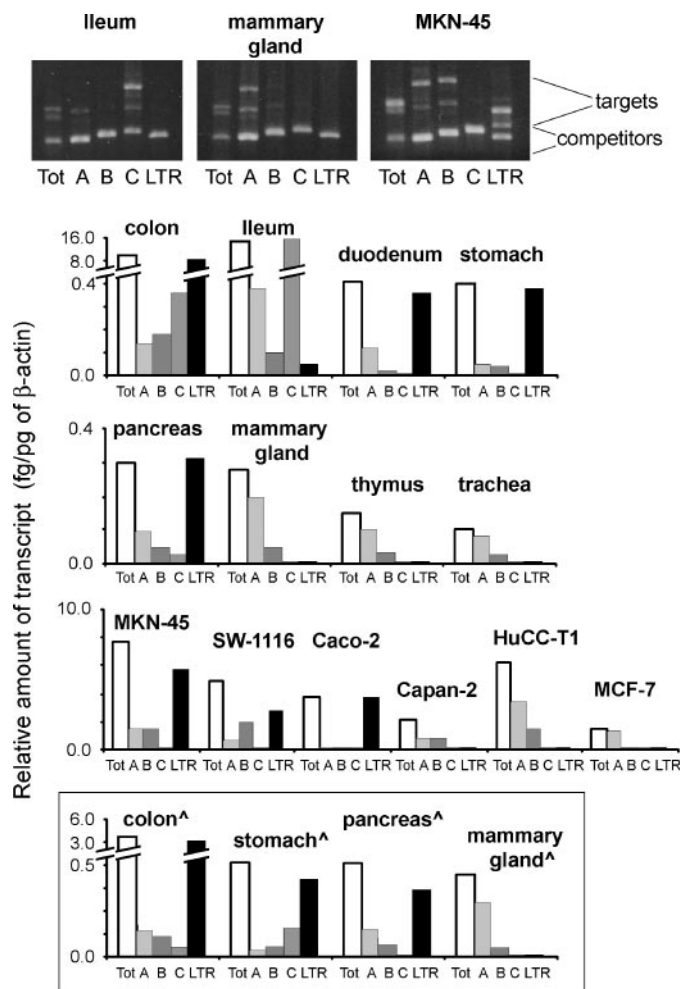 Ileum
mammary
gland
MKN-45
targets
competitors
Tot A B C LTR
Tot A B C LTR
Tot A B C LTR
Relative amount of transcript (fg/pg of β-actin)
16.0
8.0
0.4
0.0
colon
Ileum
duodenum
stomach
Tot A B C LTR
Tot A B C LTR
Tot A B C LTR
Tot A B C LTR
0.4
0.0
pancreas
mammary
gland
thymus
trachea
Tot A B C LTR
Tot A B C LTR
Tot A B C LTR
Tot A B C LTR
10.0
0.0
MKN-45
SW-1116
Caco-2
Capan-2
HuCC-T1
MCF-7
Tot A B C LTR
Tot A B C LTR
Tot A B C LTR
Tot A B C LTR
Tot A B C LTR
Tot A B C LTR
6.0
3.0
0.5
0.0
colon^
stomach^
pancreas^
mammary
gland^
Tot A B C LTR
Tot A B C LTR
Tot A B C LTR
Tot A B C LTR